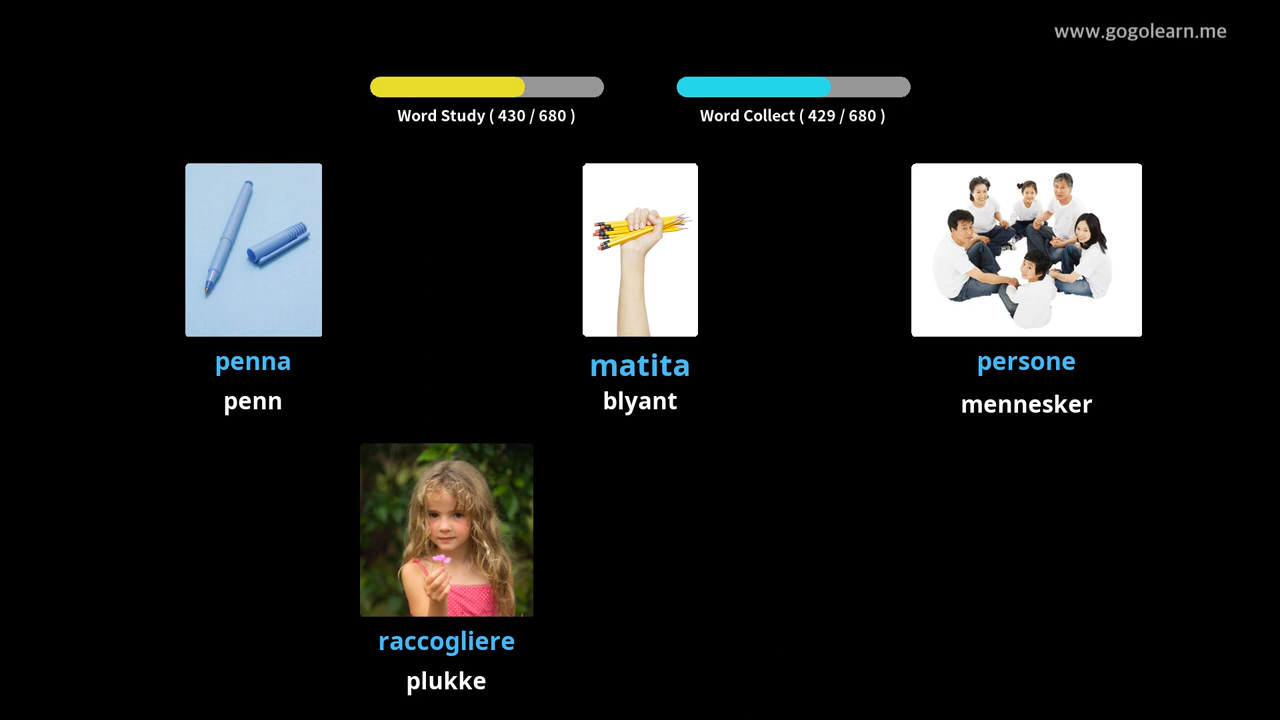 www.gogolearn.me
Word Study ( 430 / 680 )
Word Collect ( 429 / 680 )
penna
penn
matita
blyant
persone
mennesker
raccogliere
plukke